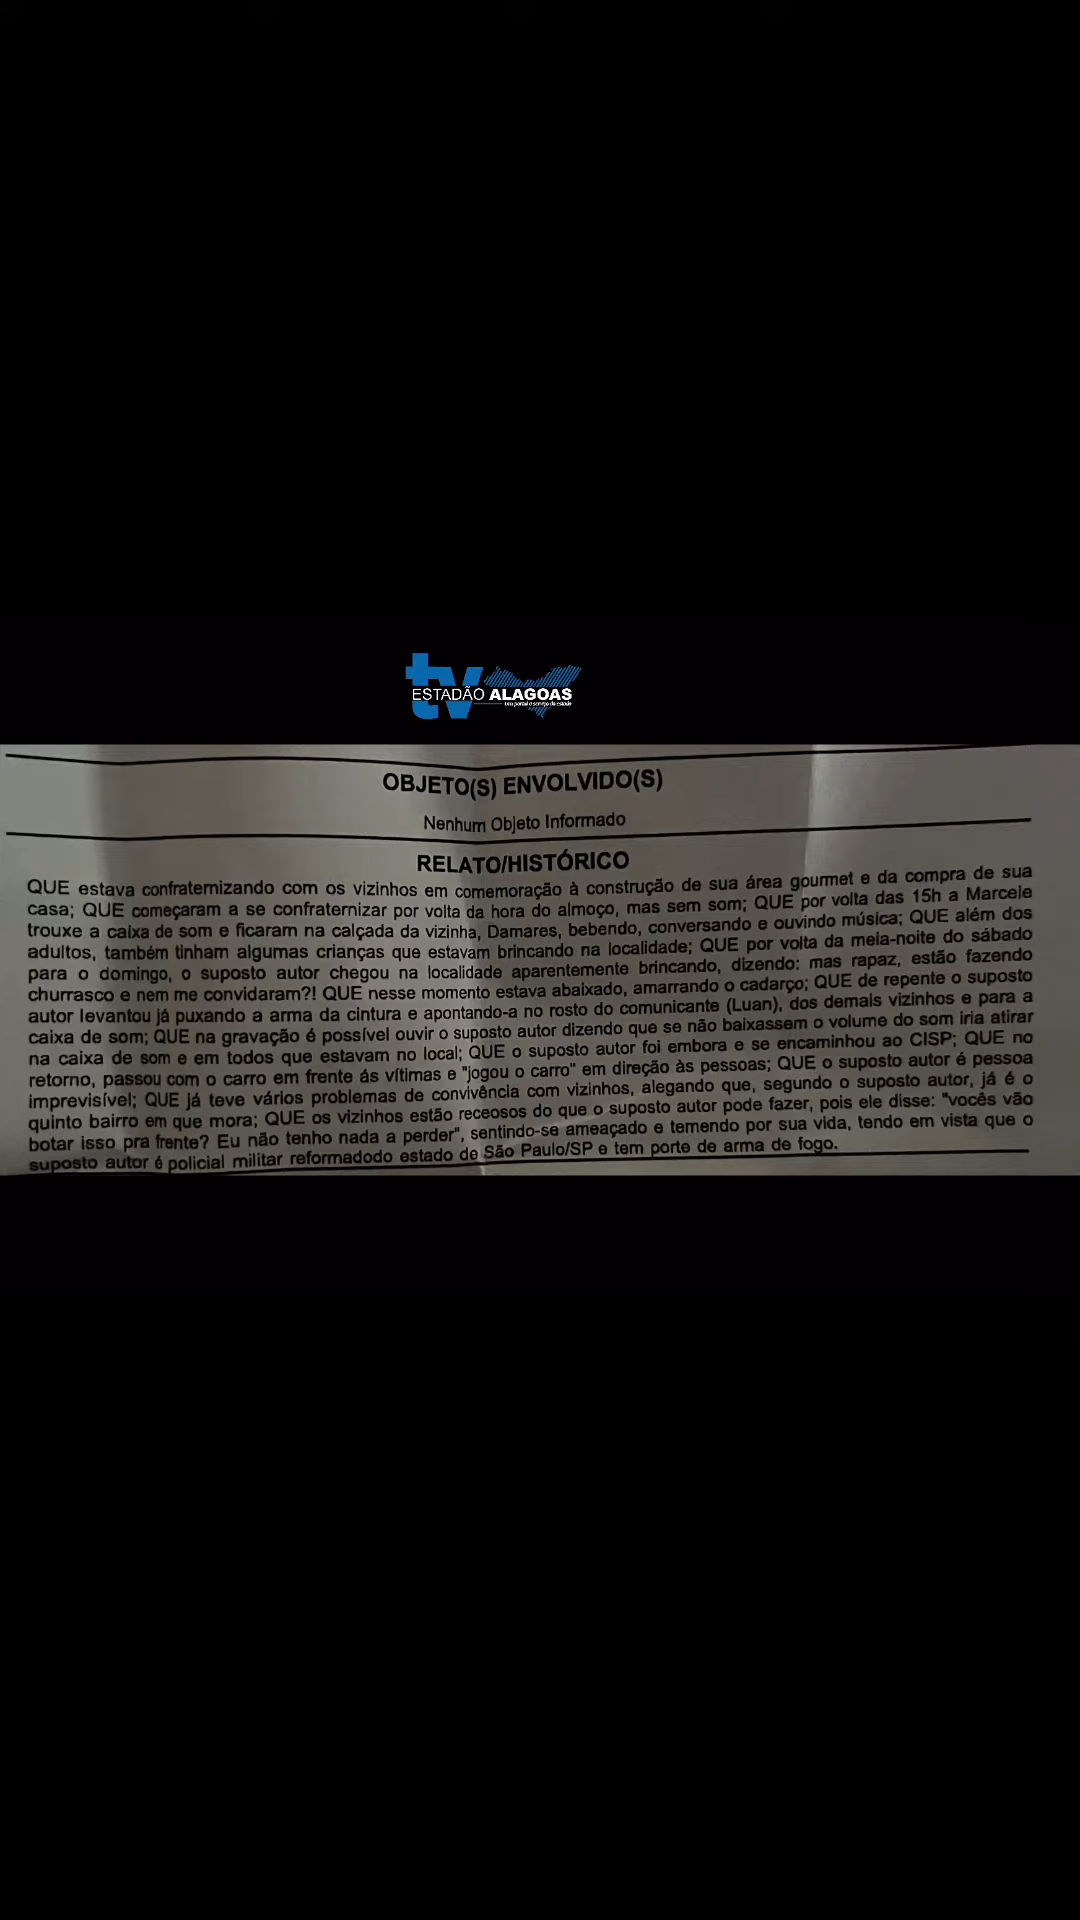 tv
ESTADÃO ALAGOAS
um portal a serviço do estado
OBJETO(S) ENVOLVIDO(S)
Nenhum Objeto Informado
RELATO/HISTÓRICO
QUE estava confraternizando com os vizinhos em comemoração à construção de sua área gourmet e da compra de sua
casa; QUE começaram a se confraternizar por volta da hora do almoço, mas sem som; QUE por volta das 15h a Marcele
trouxe a caixa de som e ficaram na calçada da vizinha, Damares, bebendo, conversando e ouvindo música; QUE além dos
adultos, também tinham algumas crianças que estavam brincando na localidade; QUE por volta da meia-noite do sábado
para o domingo, o suposto autor chegou na localidade aparentemente brincando, dizendo: mas rapaz, estão fazendo
churrasco e nem me convidaram?! QUE nesse momento estava abaixado, amarrando o cadarço; QUE de repente o suposto
autor levantou já puxando a arma da cintura e apontando-a no rosto do comunicante (Luan), dos demais vizinhos e para a
caixa de som; QUE na gravação é possível ouvir o suposto autor dizendo que se não baixassem o volume do som iria atirar
na caixa de som e em todos que estavam no local; QUE o suposto autor foi embora e se encaminhou ao CISP; QUE no
retorno, passou com o carro em frente ás vítimas e "jogou o carro" em direção às pessoas; QUE o suposto autor é pessoa
imprevisível; QUE já teve vários problemas de convivência com vizinhos, alegando que, segundo o suposto autor, já é o
quinto bairro em que mora; QUE os vizinhos estão receosos do que o suposto autor pode fazer, pois ele disse: "vocês vão
botar isso pra frente? Eu não tenho nada a perder", sentindo-se ameaçado e temendo por sua vida, tendo em vista que o
suposto autor é policial militar reformadodo estado de São Paulo/SP e tem porte de arma de fogo.